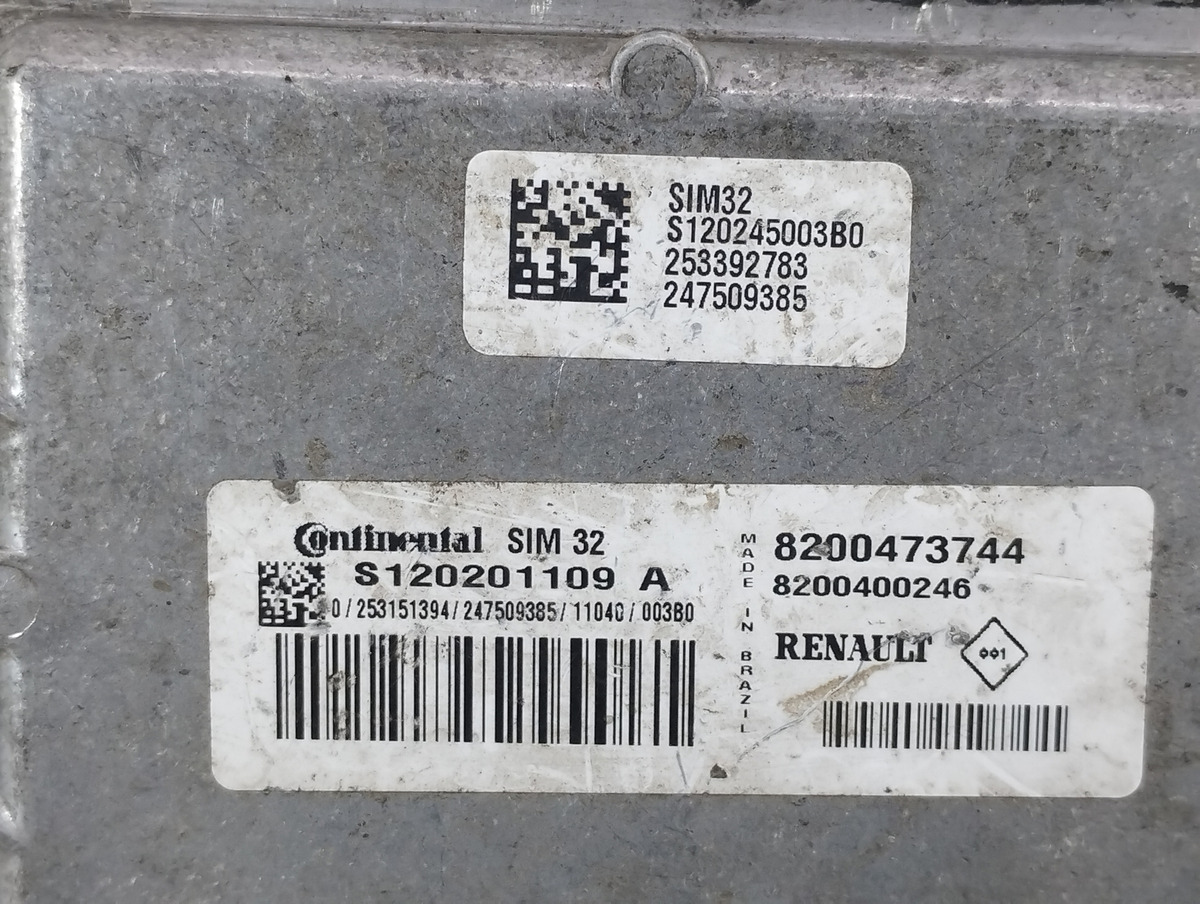 SIM32
S120245003B0
253392783
247509385
Continental SIM 32
S120201109 A
0/253151394/247509385/11040/003B0
MADE IN BRAZIL
8200473744
8200400246
RENAULT
001